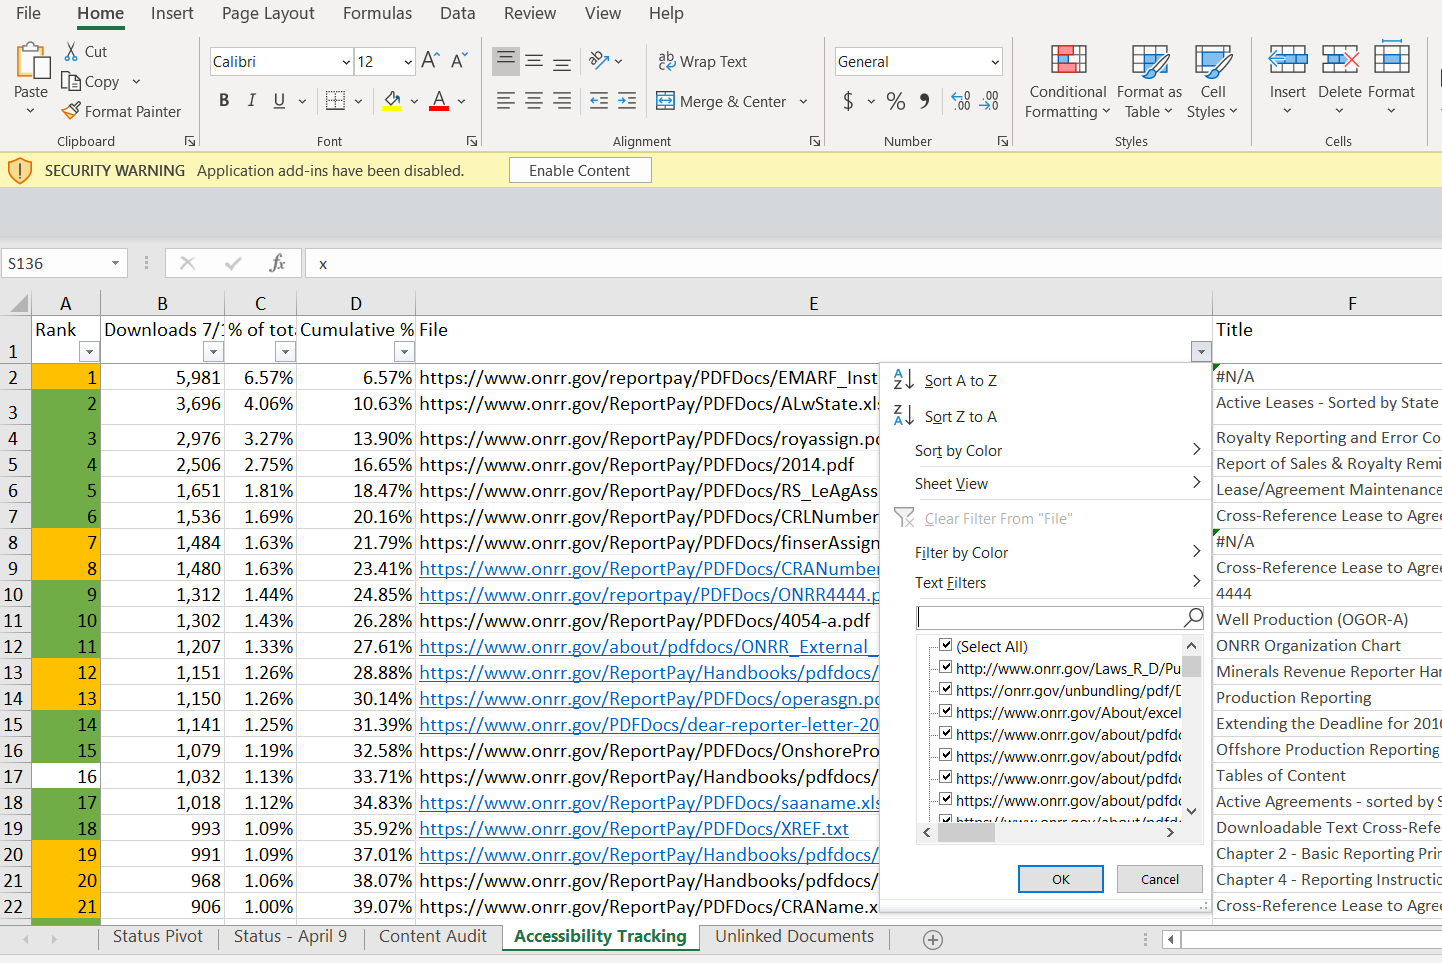 File Home Insert Page Layout Formulas Data Review View Help
Paste
Cut
Copy
Format Painter
Clipboard
Calibri 12
B I U
Font
Wrap Text
Merge & Center
Alignment
General
$ % 9
Number
Conditional Formatting
Format as Table
Cell Styles
Styles
Insert Delete Format
Cells
SECURITY WARNING Application add-ins have been disabled. Enable Content
S136 fx x
A B C D E F
1 Rank Downloads 7/1 % of tota Cumulative % File Title
2 1 5,981 6.57% 6.57% https://www.onrr.gov/reportpay/PDFDocs/EMARF_Inst #N/A
3 2 3,696 4.06% 10.63% https://www.onrr.gov/ReportPay/PDFDocs/ALwState.xls Active Leases - Sorted by State
4 3 2,976 3.27% 13.90% https://www.onrr.gov/ReportPay/PDFDocs/royassign.pd Royalty Reporting and Error Co
5 4 2,506 2.75% 16.65% https://www.onrr.gov/ReportPay/PDFDocs/2014.pdf Report of Sales & Royalty Remi
6 5 1,651 1.81% 18.47% https://www.onrr.gov/ReportPay/PDFDocs/RS_LeAgAss Lease/Agreement Maintenance
7 6 1,536 1.69% 20.16% https://www.onrr.gov/ReportPay/PDFDocs/CRLNumber Cross-Reference Lease to Agree
8 7 1,484 1.63% 21.79% https://www.onrr.gov/ReportPay/PDFDocs/finserAssign #N/A
9 8 1,480 1.63% 23.41% https://www.onrr.gov/ReportPay/PDFDocs/CRANumber Cross-Reference Lease to Agree
10 9 1,312 1.44% 24.85% https://www.onrr.gov/reportpay/PDFDocs/ONRR4444.p 4444
11 10 1,302 1.43% 26.28% https://www.onrr.gov/ReportPay/PDFDocs/4054-a.pdf Well Production (OGOR-A)
12 11 1,207 1.33% 27.61% https://www.onrr.gov/about/pdfdocs/ONRR_External_ ONRR Organization Chart
13 12 1,151 1.26% 28.88% https://www.onrr.gov/ReportPay/Handbooks/pdfdocs/ Minerals Revenue Reporter Han
14 13 1,150 1.26% 30.14% https://www.onrr.gov/ReportPay/PDFDocs/operasgn.pd Production Reporting
15 14 1,141 1.25% 31.39% https://www.onrr.gov/PDFDocs/dear-reporter-letter-20 Extending the Deadline for 2016
16 15 1,079 1.19% 32.58% https://www.onrr.gov/ReportPay/PDFDocs/OnshorePro Offshore Production Reporting
17 16 1,032 1.13% 33.71% https://www.onrr.gov/ReportPay/Handbooks/pdfdocs/ Tables of Content
18 17 1,018 1.12% 34.83% https://www.onrr.gov/ReportPay/PDFDocs/saaname.xls Active Agreements - sorted by S
19 18 993 1.09% 35.92% https://www.onrr.gov/ReportPay/PDFDocs/XREF.txt Downloadable Text Cross-Refe
20 19 991 1.09% 37.01% https://www.onrr.gov/ReportPay/Handbooks/pdfdocs/ Chapter 2 - Basic Reporting Prin
21 20 968 1.06% 38.07% https://www.onrr.gov/ReportPay/Handbooks/pdfdocs/ Chapter 4 - Reporting Instructio
22 21 906 1.00% 39.07% https://www.onrr.gov/ReportPay/PDFDocs/CRAName.x Cross-Reference Lease to Agree
Sort A to Z
Sort Z to A
Sort by Color
Sheet View
Clear Filter From "File"
Filter by Color
Text Filters
(Select All)
http://www.onrr.gov/Laws_R_D/Pu
https://onrr.gov/unbundling/pdf/D
https://www.onrr.gov/About/excel
https://www.onrr.gov/about/pdfdo
https://www.onrr.gov/about/pdfdo
https://www.onrr.gov/about/pdfdo
https://www.onrr.gov/about/pdfdo
https://www.onrr.gov/about/pdfdo
OK Cancel
Status Pivot Status - April 9 Content Audit Accessibility Tracking Unlinked Documents